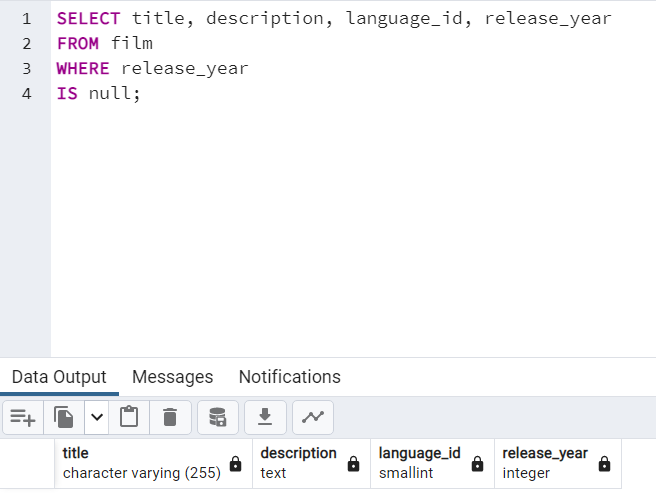 1 SELECT title, description, language_id, release_year
2 FROM film
3 WHERE release_year
4 IS null;
Data Output Messages Notifications
title description language_id release_year
character varying (255) text smallint integer